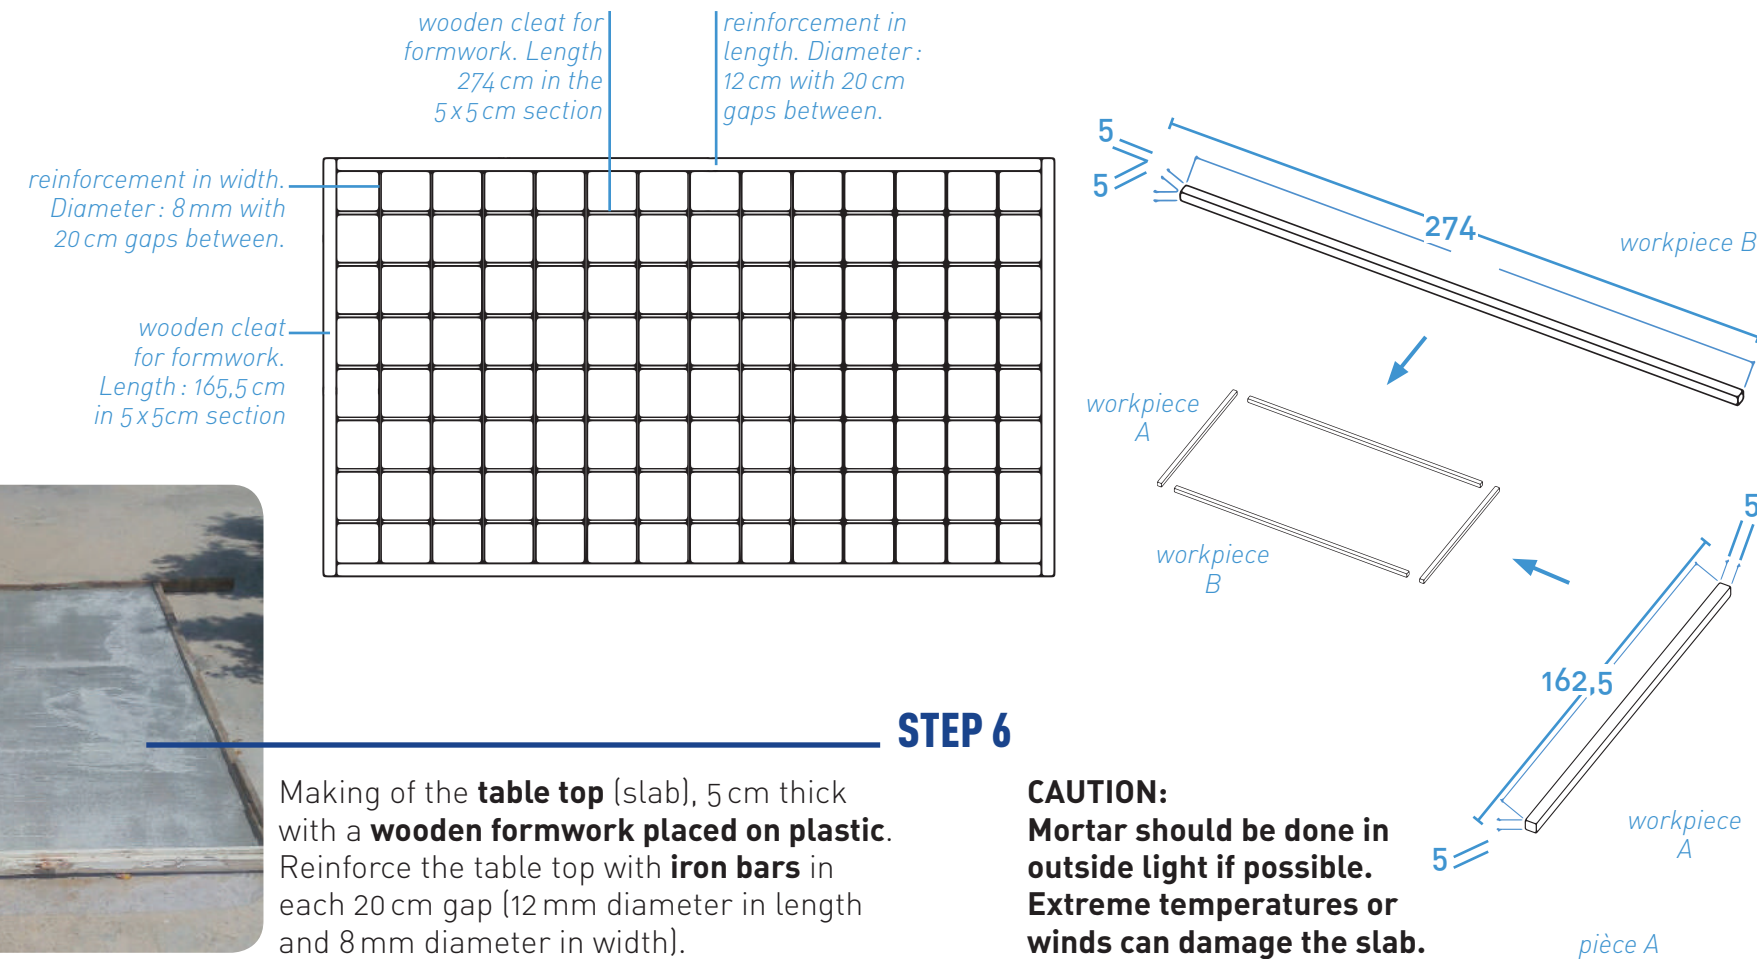 wooden cleat for
formwork. Length
274 cm in the
5 x 5 cm section
reinforcement in
length. Diameter :
12 cm with 20 cm
gaps between.
reinforcement in width.
Diameter : 8 mm with
20 cm gaps between.
wooden cleat
for formwork.
Length : 165,5 cm
in 5 x 5cm section
5
5
274
workpiece B
workpiece
A
workpiece
B
5
162,5
5
workpiece
A
pièce A
STEP 6
Making of the table top (slab), 5 cm thick
with a wooden formwork placed on plastic.
Reinforce the table top with iron bars in
each 20 cm gap (12 mm diameter in length
and 8 mm diameter in width).
CAUTION:
Mortar should be done in
outside light if possible.
Extreme temperatures or
winds can damage the slab.